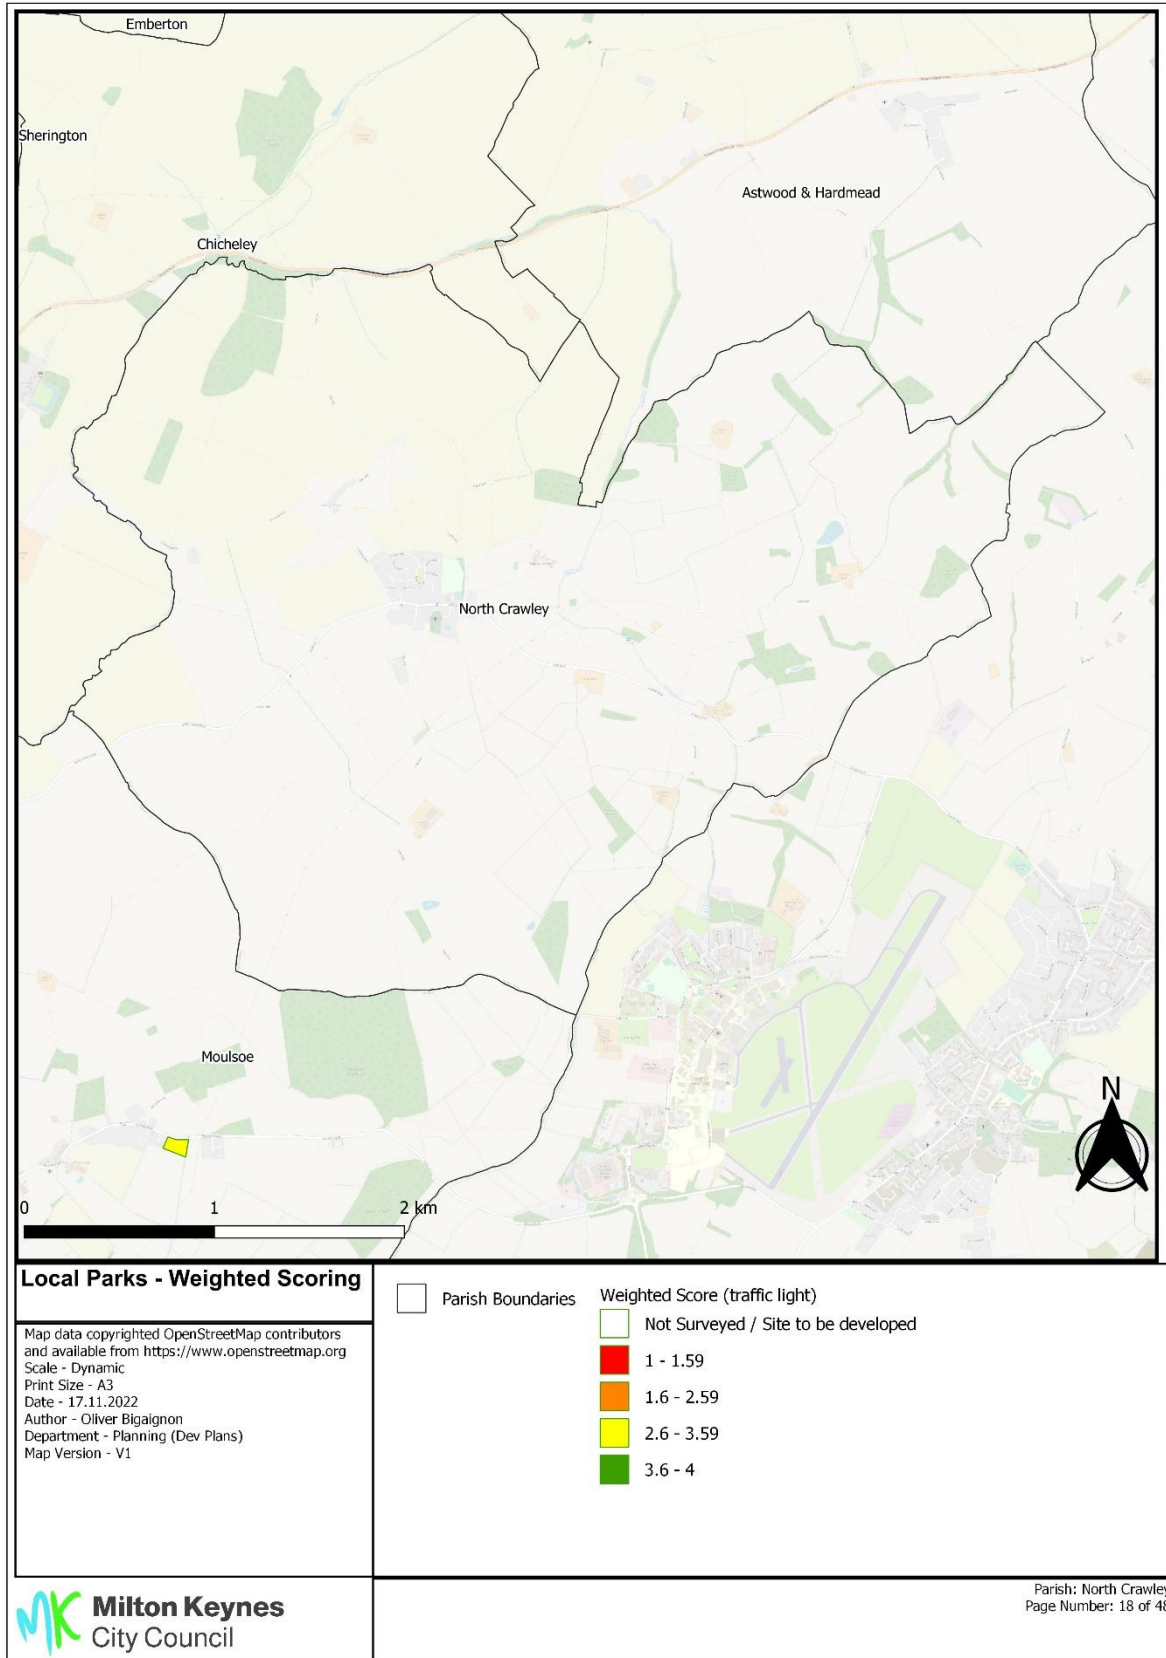 Emberton
Sherington
Astwood & Hardmead
Chicheley
North Crawley
Moulsoe
N
0 1 2 km
Local Parks - Weighted Scoring
Map data copyrighted OpenStreetMap contributors
and available from https://www.openstreetmap.org
Scale - Dynamic
Print Size - A3
Date - 17.11.2022
Author - Oliver Bigaignon
Department - Planning (Dev Plans)
Map Version - V1
Parish Boundaries
Weighted Score (traffic light)
Not Surveyed / Site to be developed
1 - 1.59
1.6 - 2.59
2.6 - 3.59
3.6 - 4
MK Milton Keynes
City Council
Parish: North Crawley
Page Number: 18 of 48